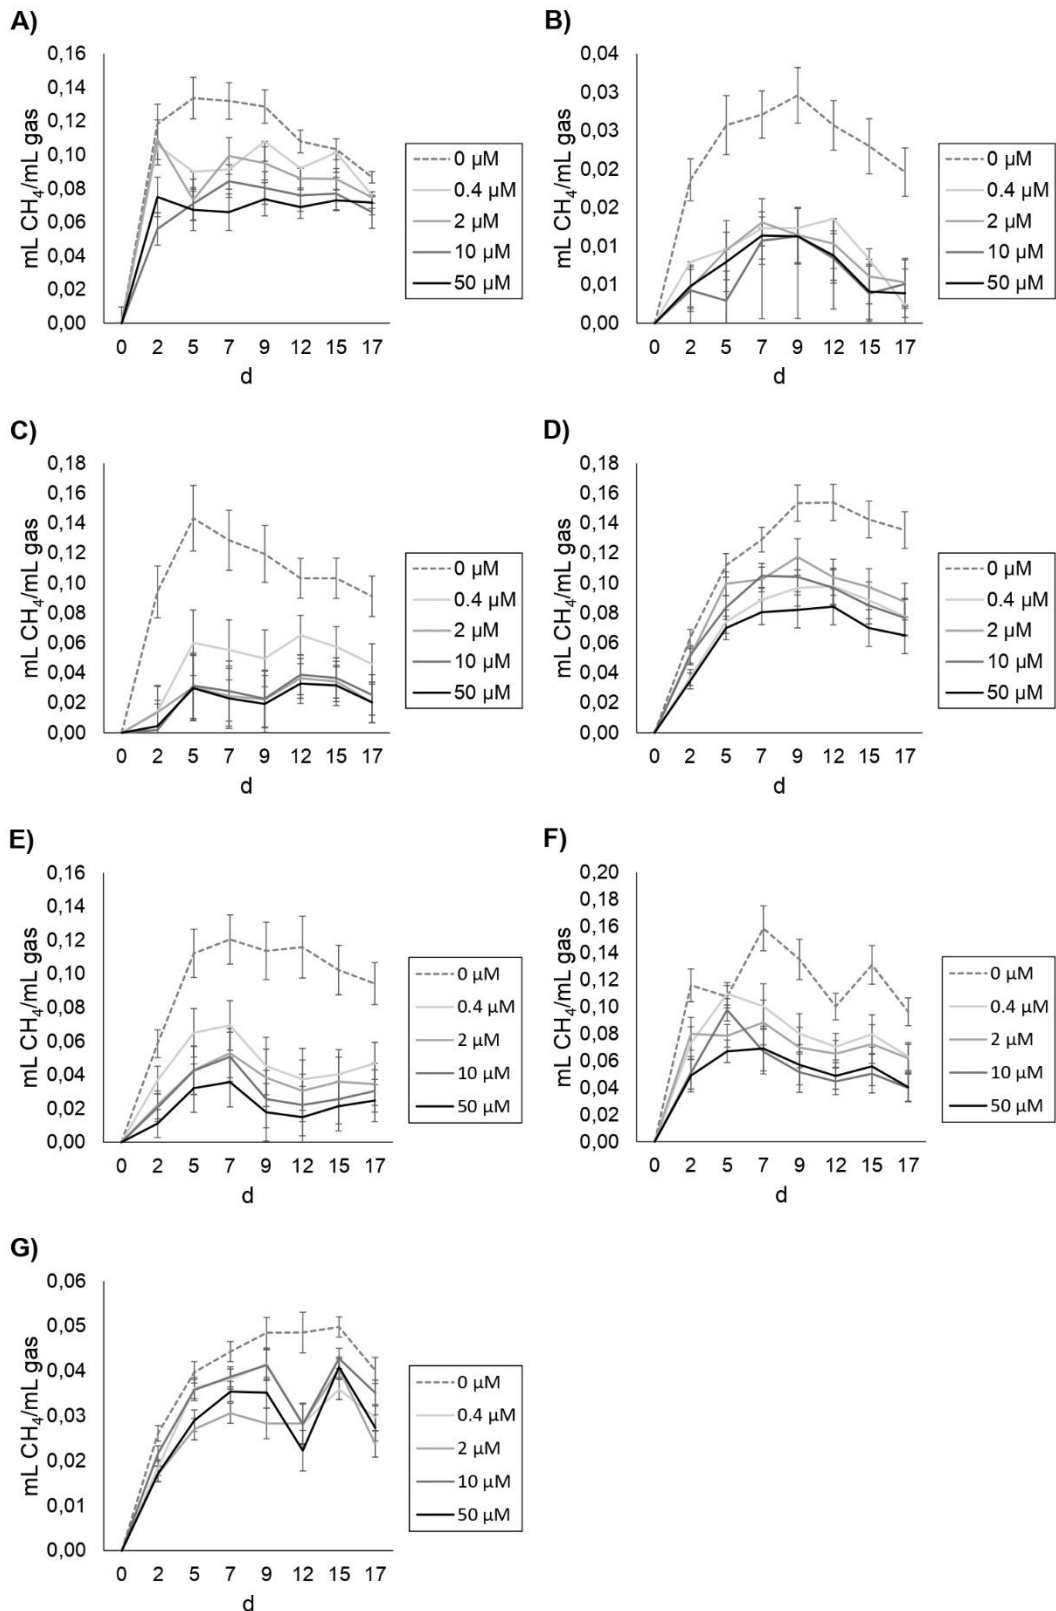 A)
0,16
0,14
0,12
0,10
0,08
0,06
0,04
0,02
0,00
mL CH₄/mL gas
0 2 5 7 9 12 15 17
d
0 µM
0.4 µM
2 µM
10 µM
50 µM
B)
0,04
0,03
0,03
0,02
0,02
0,01
0,01
0,00
mL CH₄/mL gas
0 2 5 7 9 12 15 17
d
0 µM
0.4 µM
2 µM
10 µM
50 µM
C)
0,18
0,16
0,14
0,12
0,10
0,08
0,06
0,04
0,02
0,00
mL CH₄/mL gas
0 2 5 7 9 12 15 17
d
0 µM
0.4 µM
2 µM
10 µM
50 µM
D)
0,18
0,16
0,14
0,12
0,10
0,08
0,06
0,04
0,02
0,00
mL CH₄/mL gas
0 2 5 7 9 12 15 17
d
0 µM
0.4 µM
2 µM
10 µM
50 µM
E)
0,16
0,14
0,12
0,10
0,08
0,06
0,04
0,02
0,00
mL CH₄/mL gas
0 2 5 7 9 12 15 17
d
0 µM
0.4 µM
2 µM
10 µM
50 µM
F)
0,20
0,18
0,16
0,14
0,12
0,10
0,08
0,06
0,04
0,02
0,00
mL CH₄/mL gas
0 2 5 7 9 12 15 17
d
0 µM
0.4 µM
2 µM
10 µM
50 µM
G)
0,06
0,05
0,04
0,03
0,02
0,01
0,00
mL CH₄/mL gas
0 2 5 7 9 12 15 17
d
0 µM
0.4 µM
2 µM
10 µM
50 µM